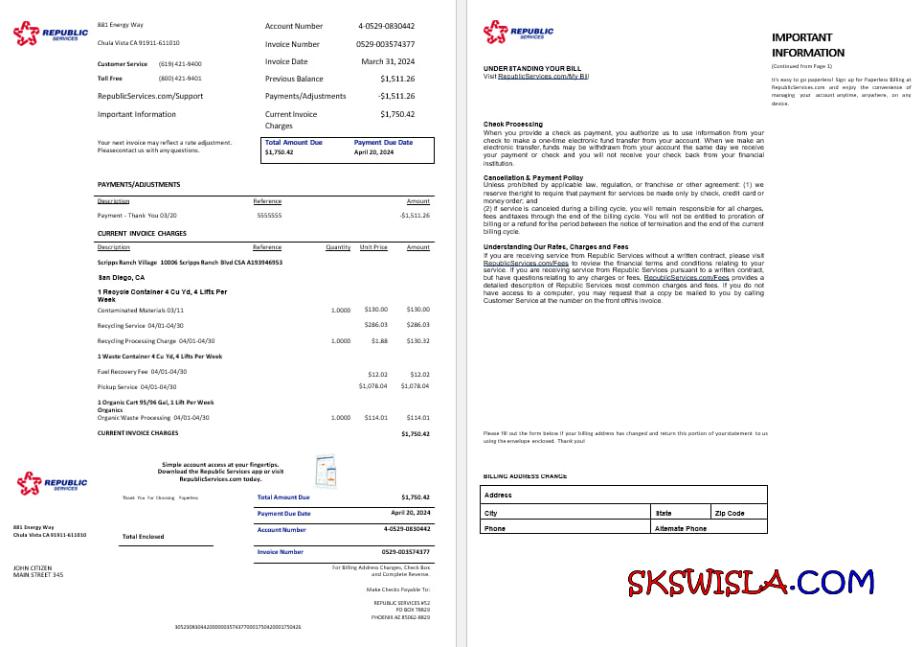 REPUBLIC
SERVICES
881 Energy Way
Chula Vista CA 91911-611010
Customer Service (619) 421-9400
Toll Free (800) 421-9401
RepublicServices.com/Support
Important Information
Account Number 4-0529-0830442
Invoice Number 0529-003574377
Invoice Date March 31, 2024
Previous Balance $1,511.26
Payments/Adjustments -$1,511.26
Current Invoice Charges $1,750.42
Your next invoice may reflect a rate adjustment.
Pleasecontact us with any questions.
Total Amount Due Payment Due Date
$1,750.42 April 20, 2024
PAYMENTS/ADJUSTMENTS
Description Reference Amount
Payment - Thank You 03/20 5555555 -$1,511.26
CURRENT INVOICE CHARGES
Description Reference Quantity Unit Price Amount
Scripps Ranch Village 10006 Scripps Ranch Blvd CSA A193946953
San Diego, CA
1 Recycle Container 4 Cu Yd, 4 Lifts Per
Week
Contaminated Materials 03/11 1.0000 $130.00 $130.00
Recycling Service 04/01-04/30 $286.03 $286.03
Recycling Processing Charge 04/01-04/30 1.0000 $1.88 $130.32
1 Waste Container 4 Cu Yd, 4 Lifts Per Week
Fuel Recovery Fee 04/01-04/30 $12.02 $12.02
Pickup Service 04/01-04/30 $1,078.04 $1,078.04
1 Organic Cart 95/96 Gal, 1 Lift Per Week
Organics
Organic Waste Processing 04/01-04/30 1.0000 $114.01 $114.01
CURRENT INVOICE CHARGES $1,750.42
Simple account access at your fingertips.
Download the Republic Services app or visit
RepublicServices.com today.
REPUBLIC
SERVICES
Thank You For Choosing Paperless
881 Energy Way
Chula Vista CA 91911-611010
Total Enclosed
JOHN CITIZEN
MAIN STREET 345
Total Amount Due $1,750.42
Payment Due Date April 20, 2024
Account Number 4-0529-0830442
Invoice Number 0529-003574377
For Billing Address Changes, Check Box
and Complete Reverse.
Make Checks Payable To:
REPUBLIC SERVICES #52
PO BOX 78829
PHOENIX AZ 85062-8829
REPUBLIC
SERVICES
UNDERSTANDING YOUR BILL
Visit RepublicServices.com/My Bill
Check Processing
When you provide a check as payment, you authorize us to use information from your
check to make a one-time electronic fund transfer from your account. When we make an
electronic transfer, funds may be withdrawn from your account the same day we receive
your payment or check and you will not receive your check back from your financial
institution.
Cancellation & Payment Policy
Unless prohibited by applicable law, regulation, or franchise or other agreement: (1) we
reserve the right to require that payment for services be made only by check, credit card or
money order; and
(2) if service is canceled during a billing cycle, you will remain responsible for all charges,
fees and taxes through the end of the billing cycle. You will not be entitled to proration of
billing or a refund for the period between the notice of termination and the end of the current
billing cycle.
Understanding Our Rates, Charges and Fees
If you are receiving service from Republic Services without a written contract, please visit
RepublicServices.com/Fees to review the financial terms and conditions relating to your
service. If you are receiving service from Republic Services pursuant to a written contract,
but have questions relating to any charges or fees, RepublicServices.com/Fees provides a
detailed description of Republic Services most common charges and fees. If you do not
have access to a computer, you may request that a copy be mailed to you by calling
Customer Service at the number on the front of this invoice.
IMPORTANT
INFORMATION
(Continued from Page 1)
It's easy to go paperless! Sign up for Paperless Billing at
RepublicServices.com and enjoy the convenience of
managing your account anytime, anywhere, on any
device.
Please fill out the form below if your billing address has changed and return this portion of your statement to us
using the envelope enclosed. Thank you!
BILLING ADDRESS CHANGE
Address
City State Zip Code
Phone Alternate Phone
SKSWISLA.COM